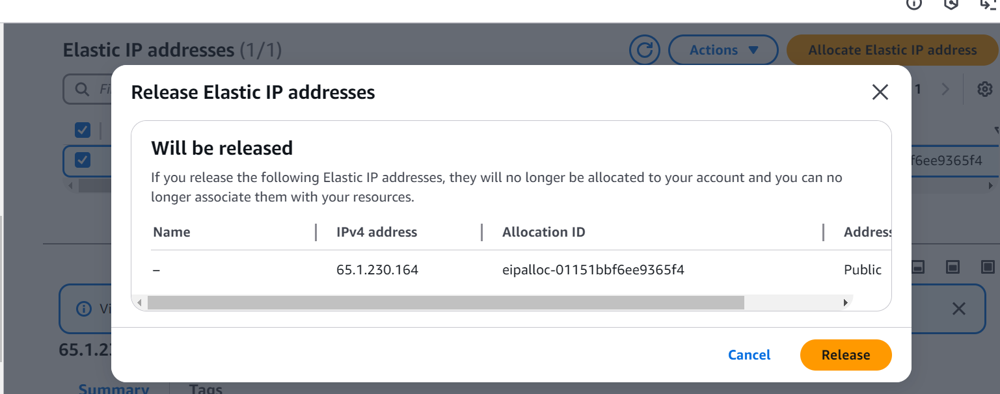 Elastic IP addresses (1/1)
Actions
Allocate Elastic IP address
Release Elastic IP addresses
1
Will be released
f6ee9365f4
If you release the following Elastic IP addresses, they will no longer be allocated to your account and you can no
longer associate them with your resources.
Name IPv4 address Allocation ID Address
– 65.1.230.164 eipalloc-01151bbf6ee9365f4 Public
65.1.23
Cancel
Release
Summary
Tags